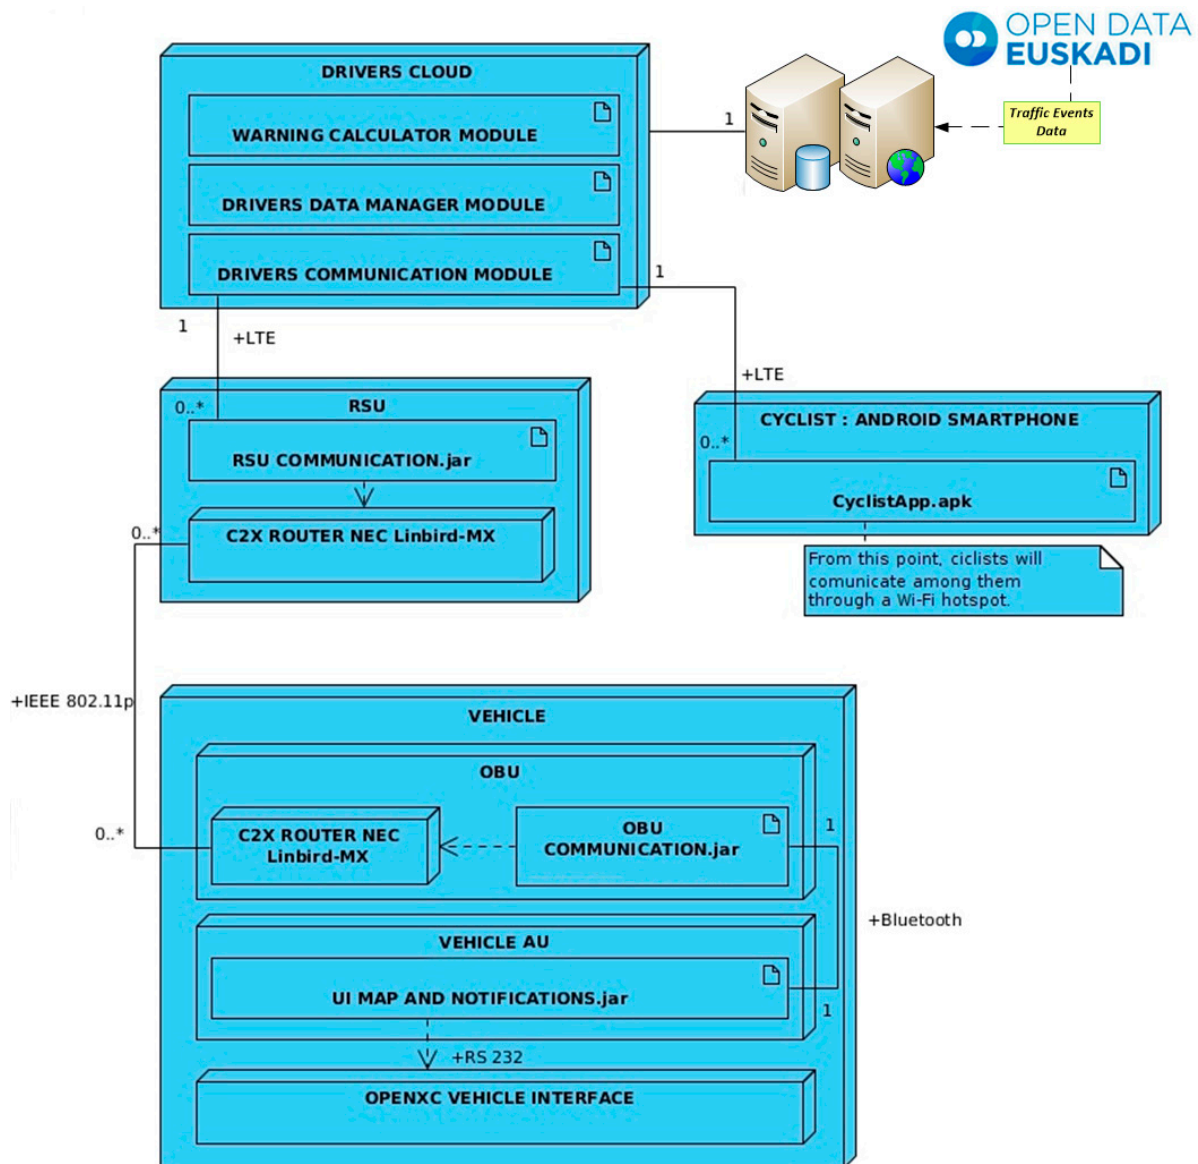 OPEN DATA
EUSKADI
DRIVERS CLOUD
WARNING CALCULATOR MODULE
1
Traffic Events
Data
DRIVERS DATA MANAGER MODULE
DRIVERS COMMUNICATION MODULE
1
1
+LTE
+LTE
0..*
RSU
RSU COMMUNICATION.jar
CYCLIST : ANDROID SMARTPHONE
0..*
CyclistApp.apk
0..*
C2X ROUTER NEC Linbird-MX
From this point, ciclists will
comunicate among them
through a Wi-Fi hotspot.
+IEEE 802.11p
VEHICLE
OBU
0..*
C2X ROUTER NEC
Linbird-MX
OBU
COMMUNICATION.jar
1
+Bluetooth
VEHICLE AU
UI MAP AND NOTIFICATIONS.jar
1
+RS 232
OPENXC VEHICLE INTERFACE